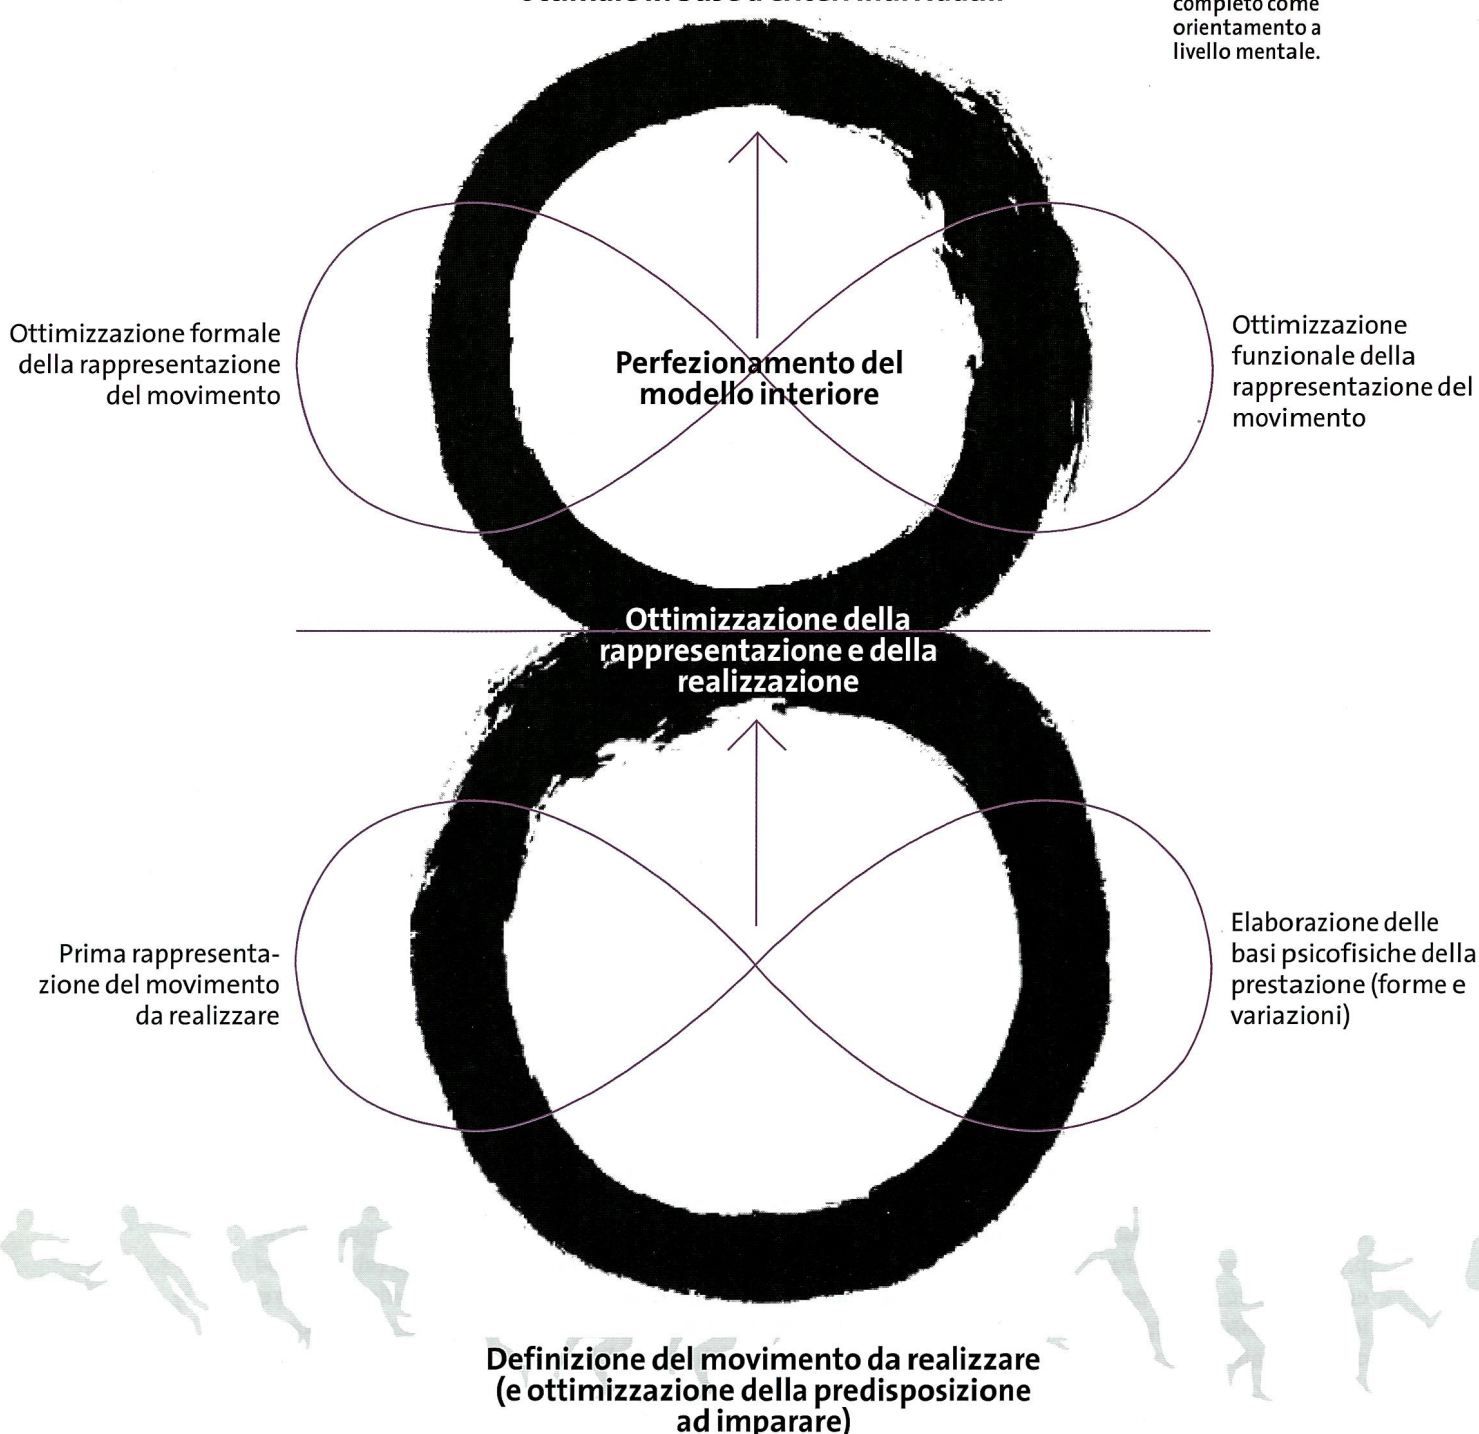 completo come
orientamento a
livello mentale.
Ottimizzazione formale
della rappresentazione
del movimento
Perfezionamento del
modello interiore
Ottimizzazione
funzionale della
rappresentazione del
movimento
Ottimizzazione della
rappresentazione e della
realizzazione
Prima rappresenta-
zione del movimento
da realizzare
Elaborazione delle
basi psicofisiche della
prestazione (forme e
variazioni)
Definizione del movimento da realizzare
(e ottimizzazione della predisposizione
ad imparare)